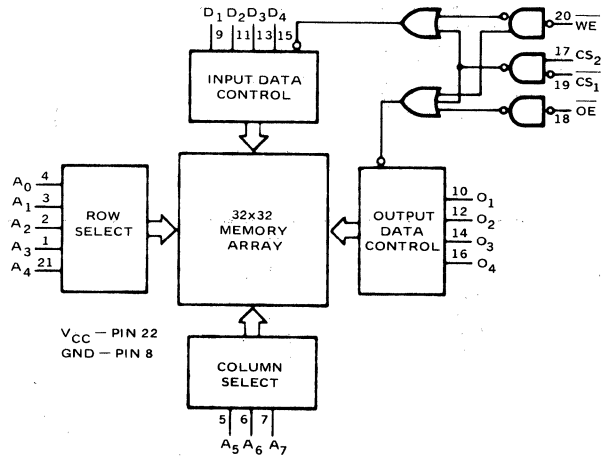 D1 D2 D3 D4
9 11 13 15
INPUT DATA
CONTROL
20 WE
17 CS2
19 CS1
18 OE
A0 4
A1 3
A2 2
A3 1
A4 21
ROW
SELECT
32x32
MEMORY
ARRAY
OUTPUT
DATA
CONTROL
10 O1
12 O2
14 O3
16 O4
VCC — PIN 22
GND — PIN 8
COLUMN
SELECT
5 6 7
A5 A6 A7